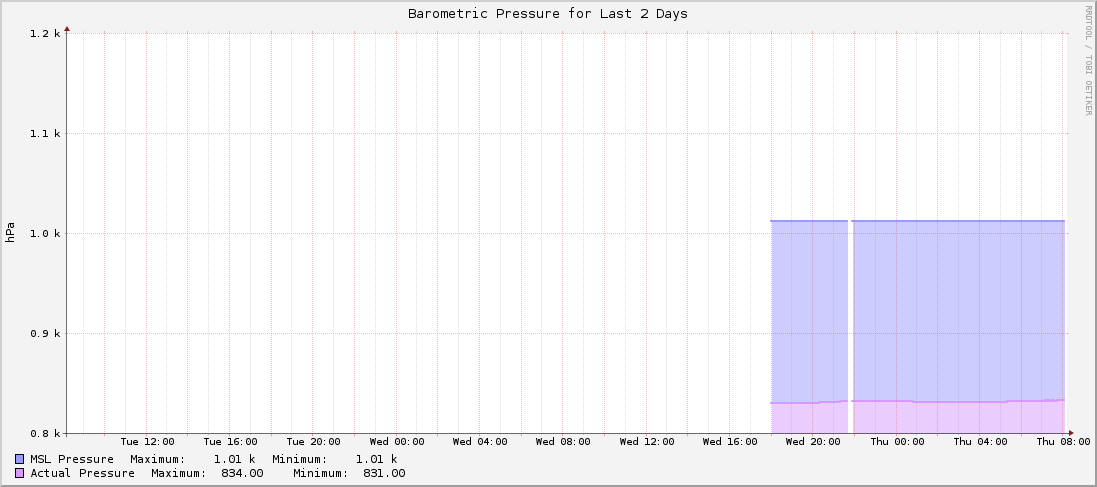 Barometric Pressure for Last 2 Days
RRDTOOL / TOBI OETIKER
1.2 k
1.1 k
1.0 k
0.9 k
0.8 k
hPa
Tue 12:00 Tue 16:00 Tue 20:00 Wed 00:00 Wed 04:00 Wed 08:00 Wed 12:00 Wed 16:00 Wed 20:00 Thu 00:00 Thu 04:00 Thu 08:00
MSL Pressure Maximum: 1.01 k Minimum: 1.01 k
Actual Pressure Maximum: 834.00 Minimum: 831.00